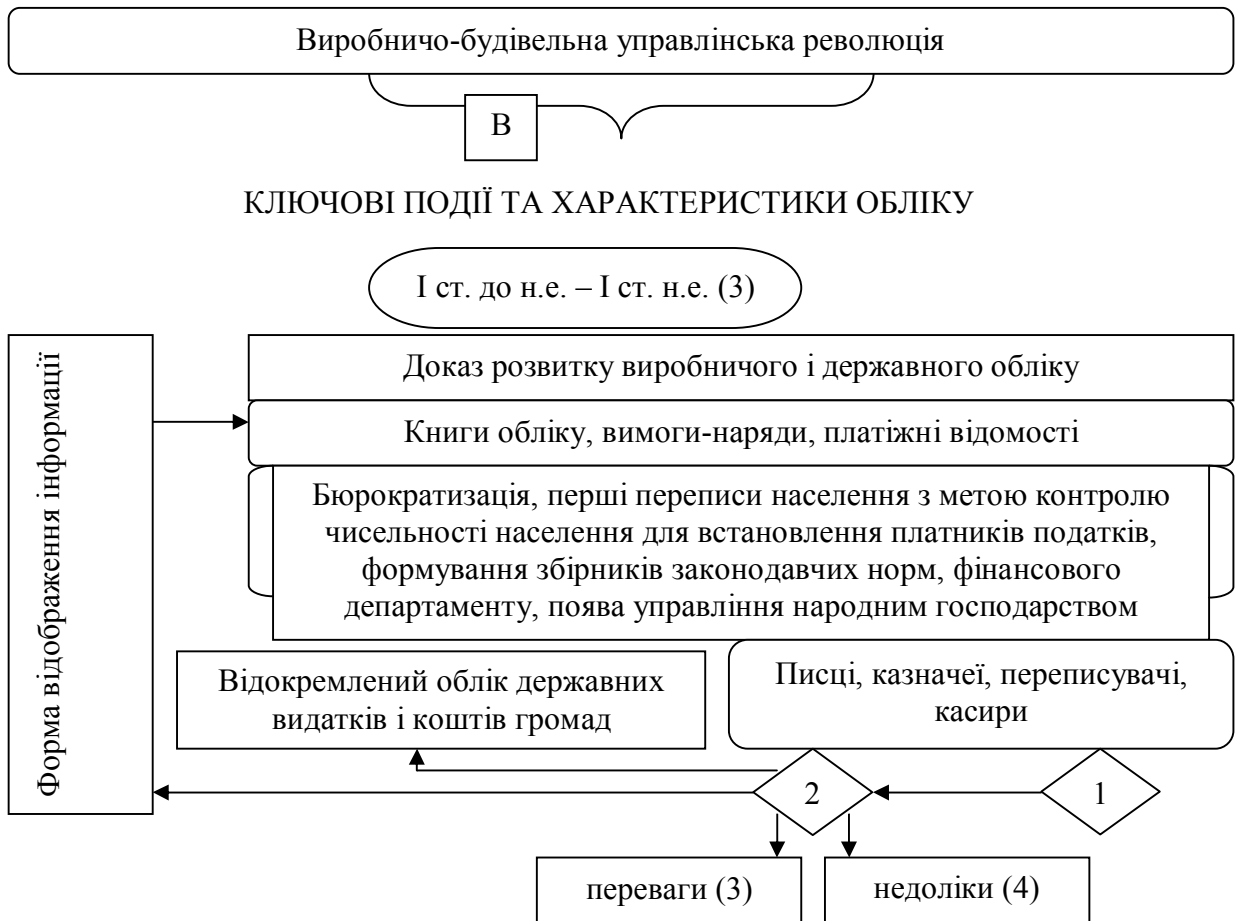 Виробничо-будівельна управлінська революція
В
КЛЮЧОВІ ПОДІЇ ТА ХАРАКТЕРИСТИКИ ОБЛІКУ
І ст. до н.е. – І ст. н.е. (3)
Форма відображення інформації
Доказ розвитку виробничого і державного обліку
Книги обліку, вимоги-наряди, платіжні відомості
Бюрократизація, перші переписи населення з метою контролю
чисельності населення для встановлення платників податків,
формування збірників законодавчих норм, фінансового
департаменту, поява управління народним господарством
Відокремлений облік державних
видатків і коштів громад
Писці, казначеї, переписувачі,
касири
2
1
переваги (3)
недоліки (4)